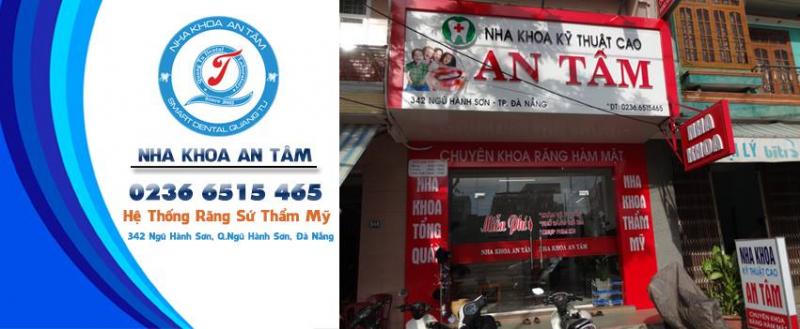 NHA KHOA AN TÂM
SMART DENTAL QUANG TU
Since 2002
NHA KHOA AN TÂM
0236 6515 465
Hệ Thống Răng Sứ Thẩm Mỹ
342 Ngũ Hành Sơn, Q.Ngũ Hành Sơn, Đà Nẵng
NHA KHOA KỸ THUẬT CAO
AN TÂM
342 NGŨ HÀNH SƠN - TP. ĐÀ NẴNG
ĐT: 0236.6515465
NHA
KHOA
CHUYÊN KHOA RĂNG HÀM MẶT
NHA
KHOA
TỔNG
QUÁT
Miễn Phí
NHA KHOA AN TÂM
NHA KHOA AN TÂM
NHA
KHOA
THẨM
MỸ
LÝ
NHA KHOA
KỸ THUẬT CAO
AN TÂM
CHUYÊN KHOA
RĂNG HÀM MẶT